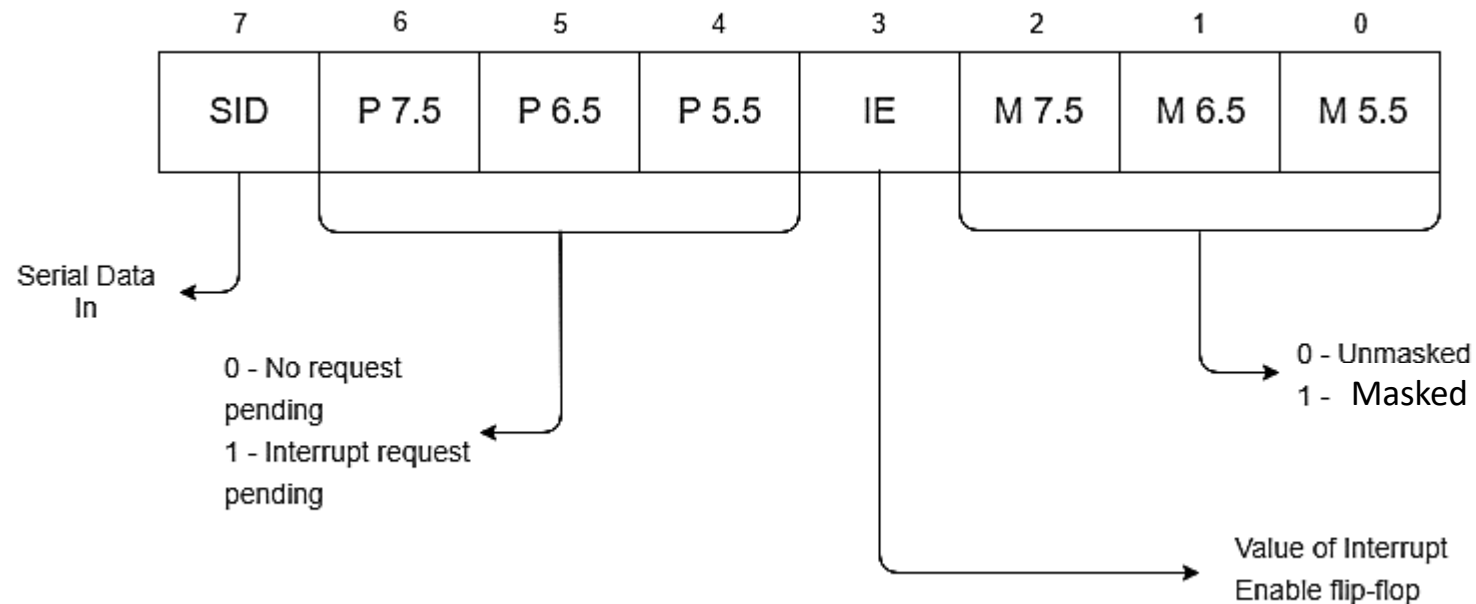 7 6 5 4 3 2 1 0
SID P 7.5 P 6.5 P 5.5 IE M 7.5 M 6.5 M 5.5
Serial Data
In
0 - No request
pending
1 - Interrupt request
pending
0 - Unmasked
1 - Masked
Value of Interrupt
Enable flip-flop